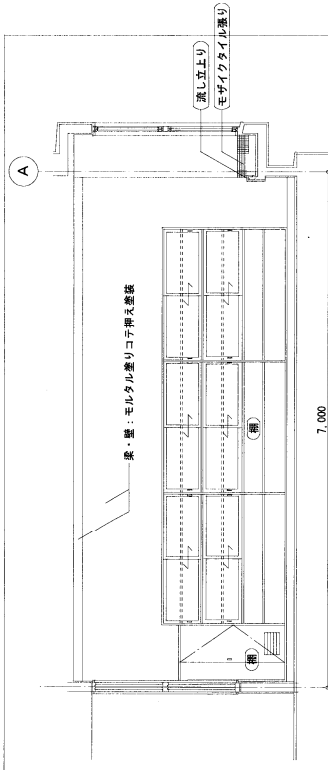 A
流し立上り
モザイクタイル張り
梁・壁：モルタル塗りコテ押え塗装
棚
棚
7,000